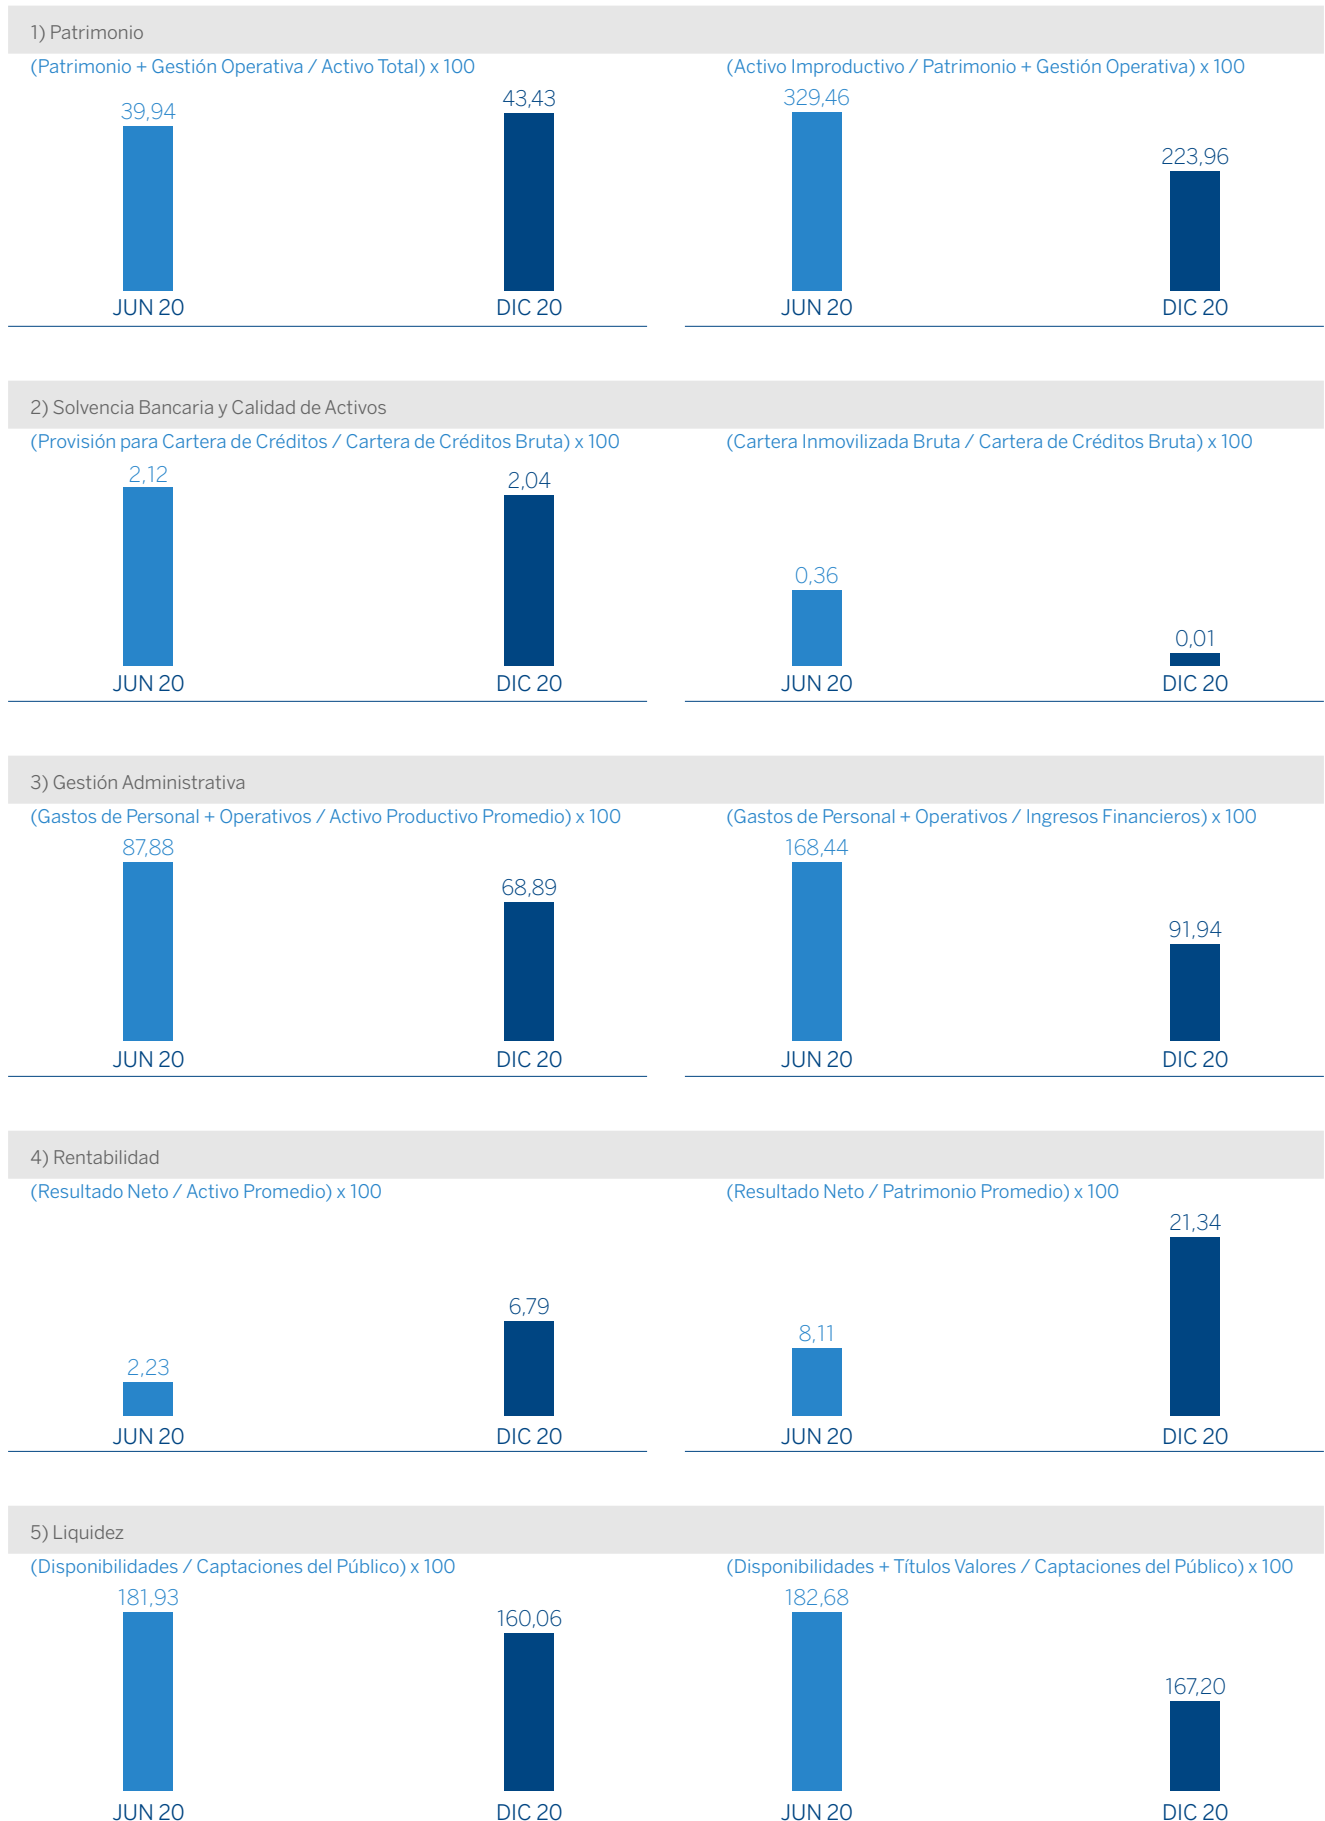 1) Patrimonio
(Patrimonio + Gestión Operativa / Activo Total) x 100
39,94
43,43
JUN 20
DIC 20
(Activo Improductivo / Patrimonio + Gestión Operativa) x 100
329,46
223,96
JUN 20
DIC 20
2) Solvencia Bancaria y Calidad de Activos
(Provisión para Cartera de Créditos / Cartera de Créditos Bruta) x 100
2,12
2,04
JUN 20
DIC 20
(Cartera Inmovilizada Bruta / Cartera de Créditos Bruta) x 100
0,36
0,01
JUN 20
DIC 20
3) Gestión Administrativa
(Gastos de Personal + Operativos / Activo Productivo Promedio) x 100
87,88
68,89
JUN 20
DIC 20
(Gastos de Personal + Operativos / Ingresos Financieros) x 100
168,44
91,94
JUN 20
DIC 20
4) Rentabilidad
(Resultado Neto / Activo Promedio) x 100
2,23
6,79
JUN 20
DIC 20
(Resultado Neto / Patrimonio Promedio) x 100
8,11
21,34
JUN 20
DIC 20
5) Liquidez
(Disponibilidades / Captaciones del Público) x 100
181,93
160,06
JUN 20
DIC 20
(Disponibilidades + Títulos Valores / Captaciones del Público) x 100
182,68
167,20
JUN 20
DIC 20